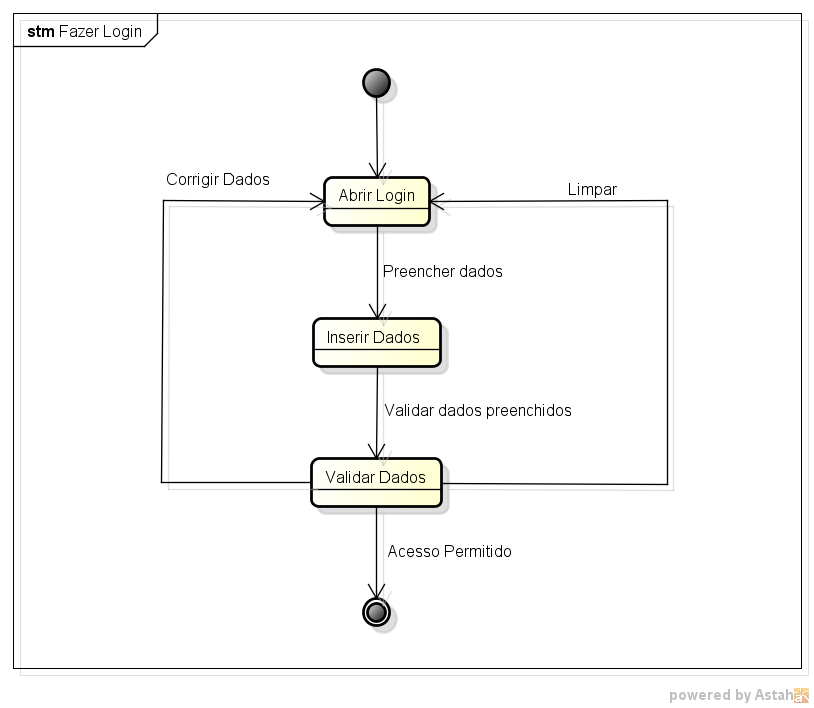 stm Fazer Login
Corrigir Dados
Abrir Login
Limpar
Preencher dados
Inserir Dados
Validar dados preenchidos
Validar Dados
Acesso Permitido
powered by Astah